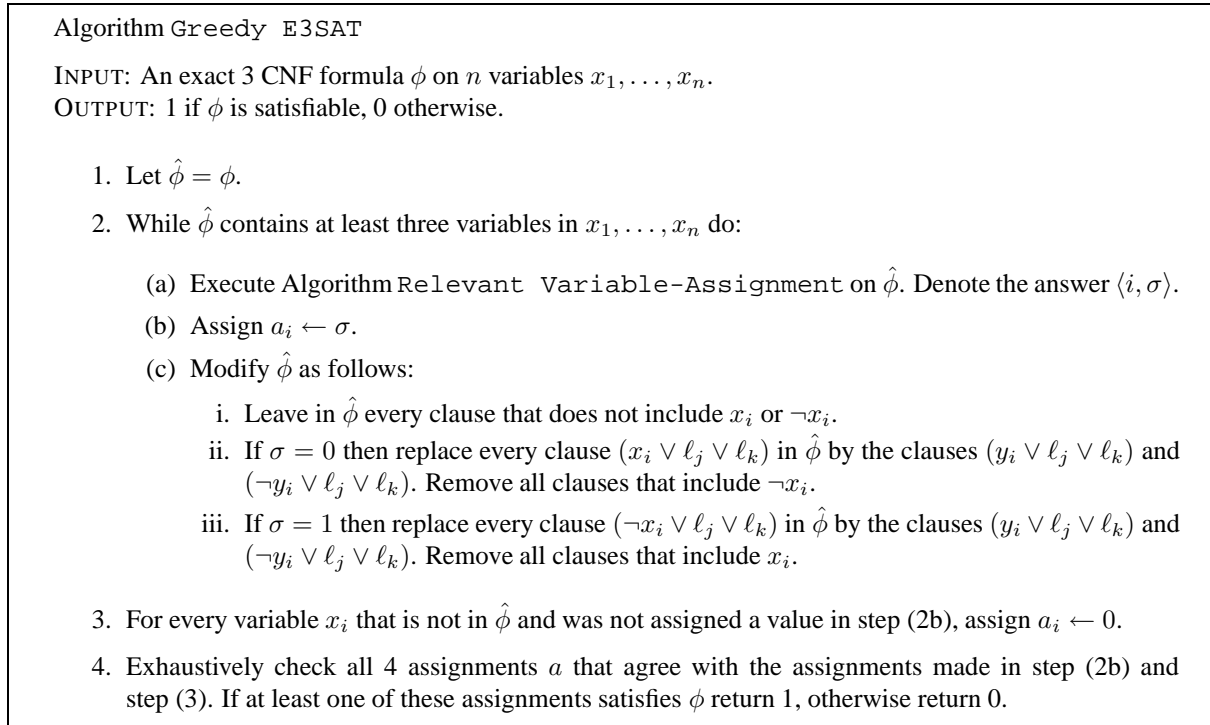 Algorithm Greedy E3SAT
INPUT: An exact 3 CNF formula ϕ on n variables x₁, . . . , xₙ.
OUTPUT: 1 if ϕ is satisfiable, 0 otherwise.
1. Let ϕ̂ = ϕ.
2. While ϕ̂ contains at least three variables in x₁, . . . , xₙ do:
(a) Execute Algorithm Relevant Variable-Assignment on ϕ̂. Denote the answer ⟨i, σ⟩.
(b) Assign aᵢ ← σ.
(c) Modify ϕ̂ as follows:
i. Leave in ϕ̂ every clause that does not include xᵢ or ¬xᵢ.
ii. If σ = 0 then replace every clause (xᵢ ∨ ℓⱼ ∨ ℓₖ) in ϕ̂ by the clauses (yᵢ ∨ ℓⱼ ∨ ℓₖ) and
(¬yᵢ ∨ ℓⱼ ∨ ℓₖ). Remove all clauses that include ¬xᵢ.
iii. If σ = 1 then replace every clause (¬xᵢ ∨ ℓⱼ ∨ ℓₖ) in ϕ̂ by the clauses (yᵢ ∨ ℓⱼ ∨ ℓₖ) and
(¬yᵢ ∨ ℓⱼ ∨ ℓₖ). Remove all clauses that include xᵢ.
3. For every variable xᵢ that is not in ϕ̂ and was not assigned a value in step (2b), assign aᵢ ← 0.
4. Exhaustively check all 4 assignments a that agree with the assignments made in step (2b) and
step (3). If at least one of these assignments satisfies ϕ return 1, otherwise return 0.